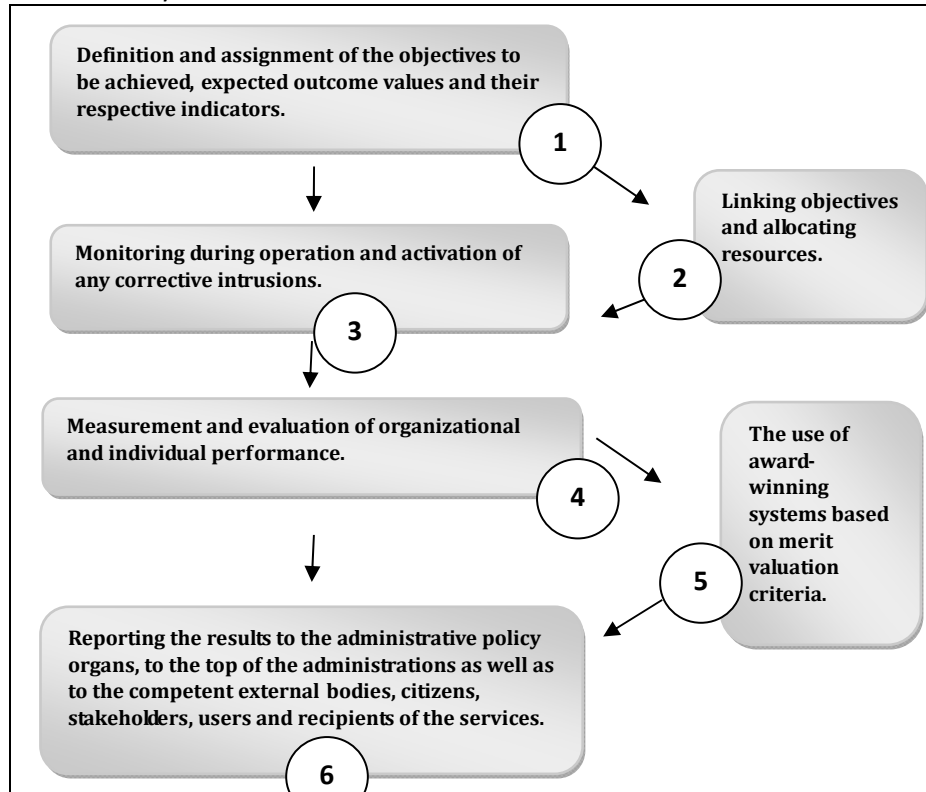 Definition and assignment of the objectives to
be achieved, expected outcome values and their
respective indicators.
1
Linking objectives
and allocating
resources.
2
Monitoring during operation and activation of
any corrective intrusions.
3
Measurement and evaluation of organizational
and individual performance.
4
The use of
award-
winning
systems based
on merit
valuation
criteria.
5
Reporting the results to the administrative policy
organs, to the top of the administrations as well as
to the competent external bodies, citizens,
stakeholders, users and recipients of the services.
6